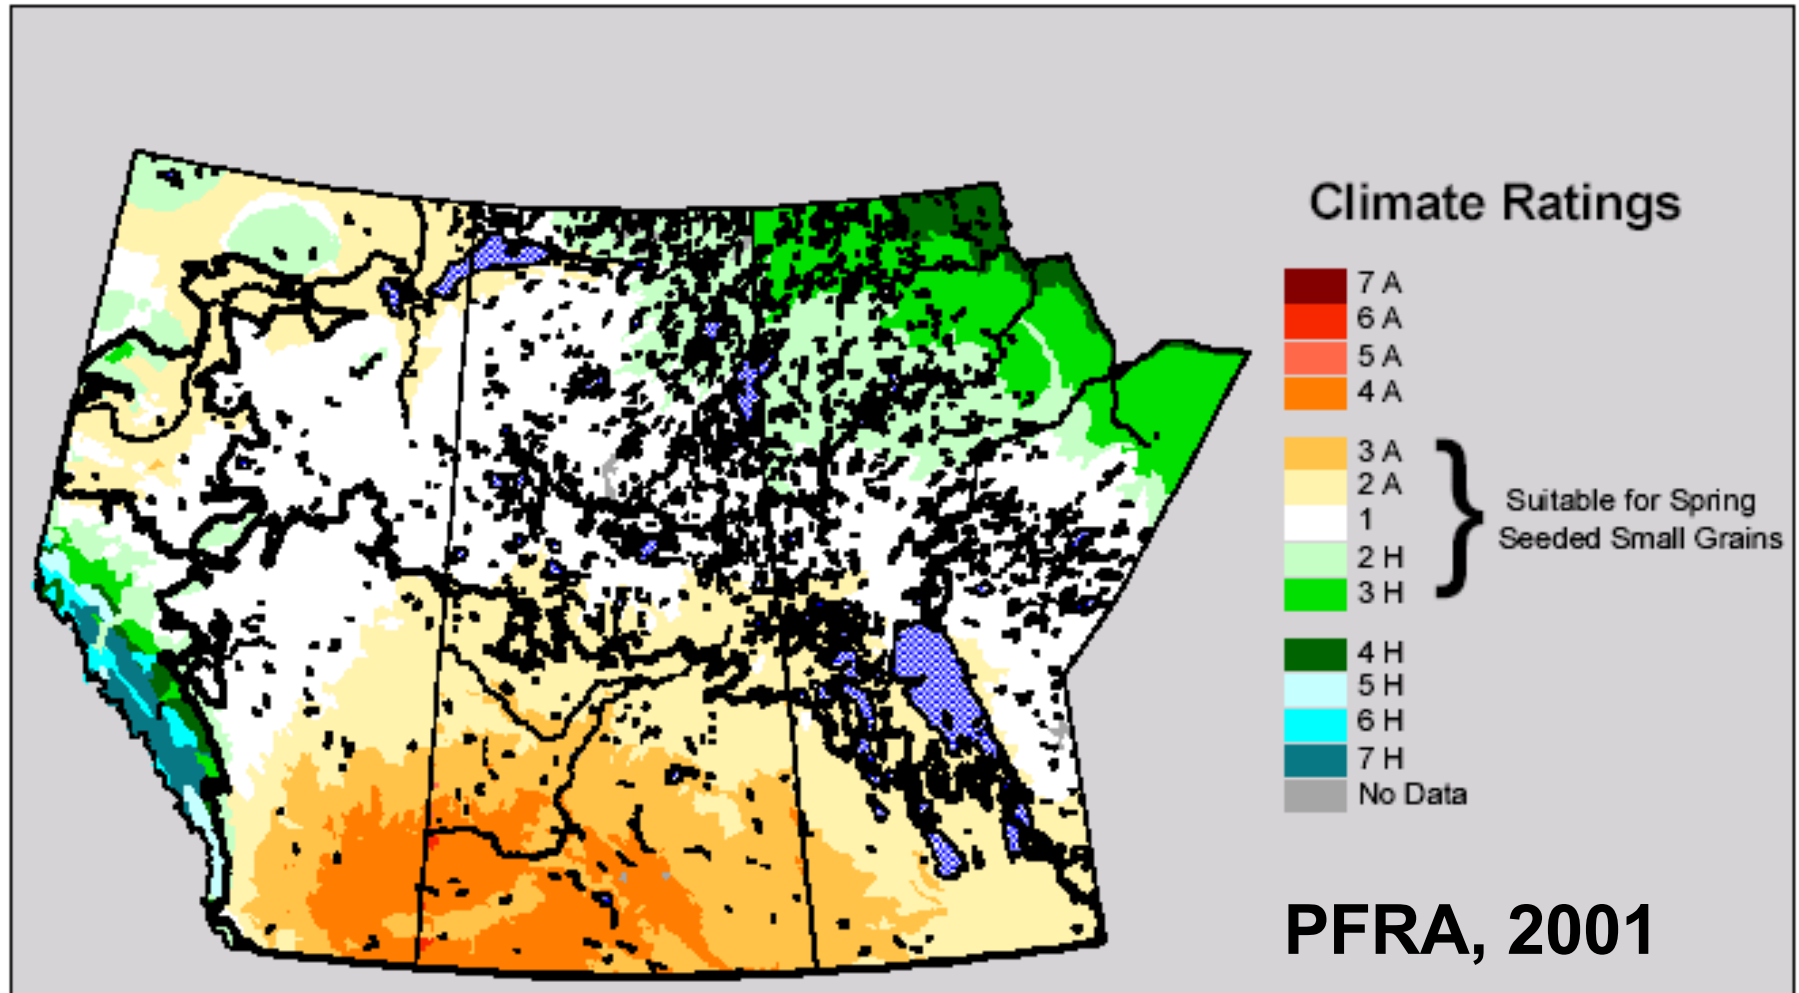 Climate Ratings
7 A
6 A
5 A
4 A
3 A
2 A
1
2 H
3 H
Suitable for Spring
Seeded Small Grains
4 H
5 H
6 H
7 H
No Data
PFRA, 2001